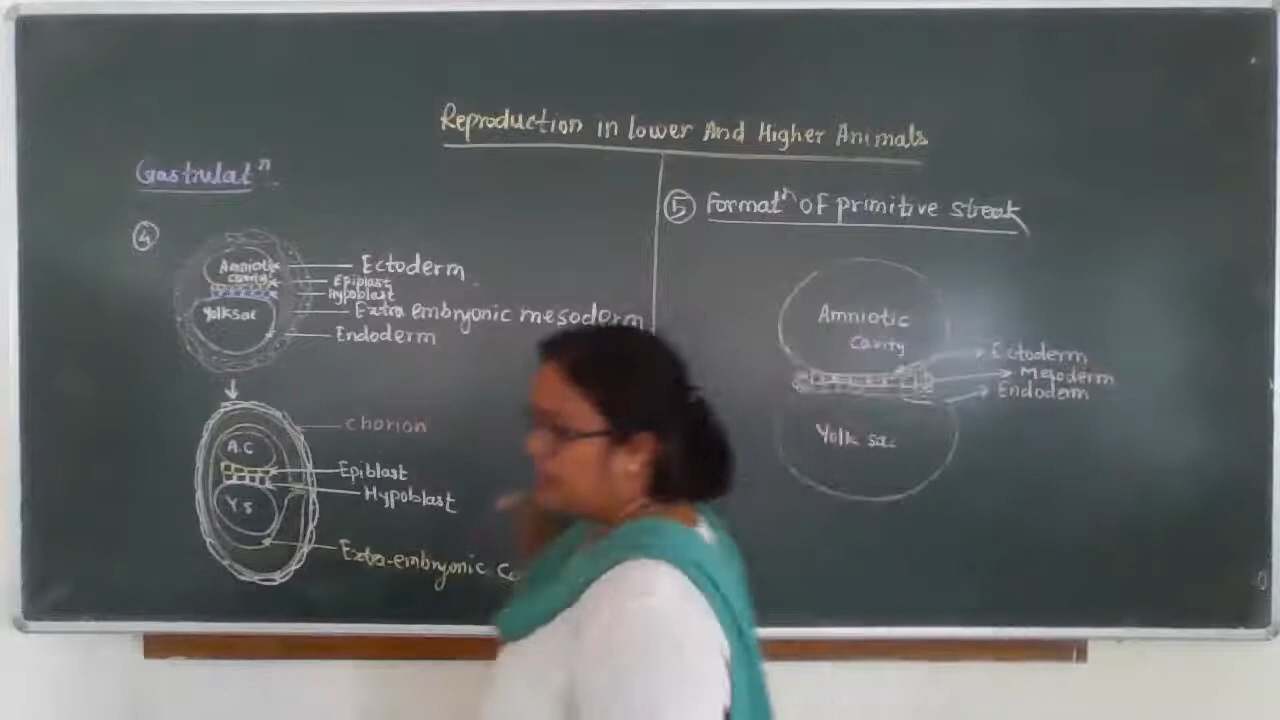 Reproduction in Lower And Higher Animals
Gastrulatⁿ.
④
Amniotic
cavity
Yolksac
Ectoderm
Epiplast
Hypoblast
Extra embryonic mesoderm
Endoderm
A.C
Y S
chorion
Epiblast
Hypoblast
Extra-embryonic
⑤ Formatⁿ of primitive streak
Amniotic
cavity
Yolk sac
Ectoderm
Mesoderm
Endoderm